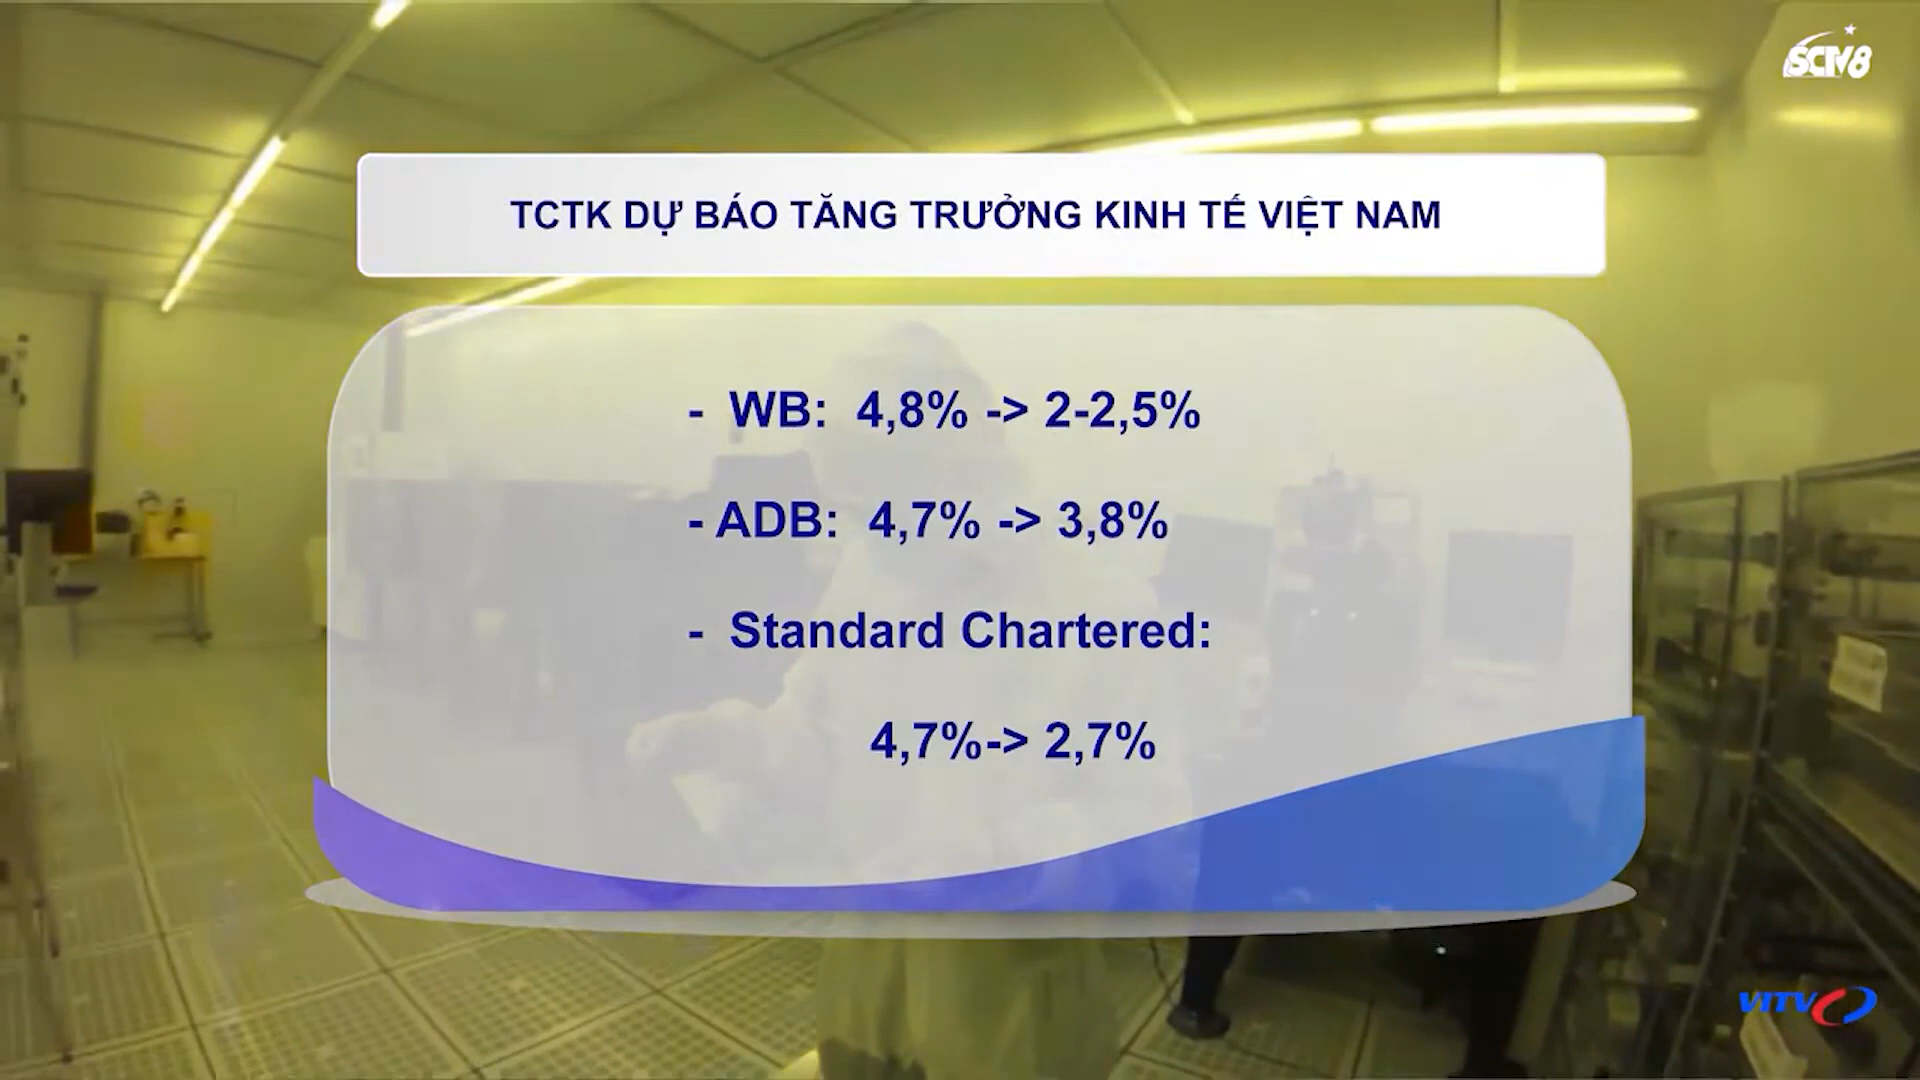 SCTV8
TCTK DỰ BÁO TĂNG TRƯỞNG KINH TẾ VIỆT NAM
- WB: 4,8% -> 2-2,5%
- ADB: 4,7% -> 3,8%
- Standard Chartered:
4,7%-> 2,7%
VITV